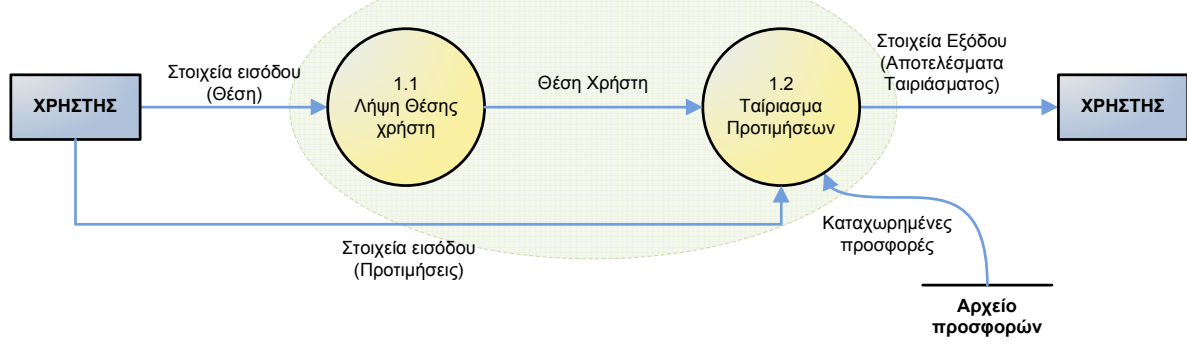 ΧΡΗΣΤΗΣ
Στοιχεία εισόδου
(Θέση)
1.1
Λήψη Θέσης
χρήστη
Θέση Χρήστη
1.2
Ταίριασμα
Προτιμήσεων
Στοιχεία Εξόδου
(Αποτελέσματα
Ταιριάσματος)
ΧΡΗΣΤΗΣ
Στοιχεία εισόδου
(Προτιμήσεις)
Καταχωρημένες
προσφορές
Αρχείο
προσφορών